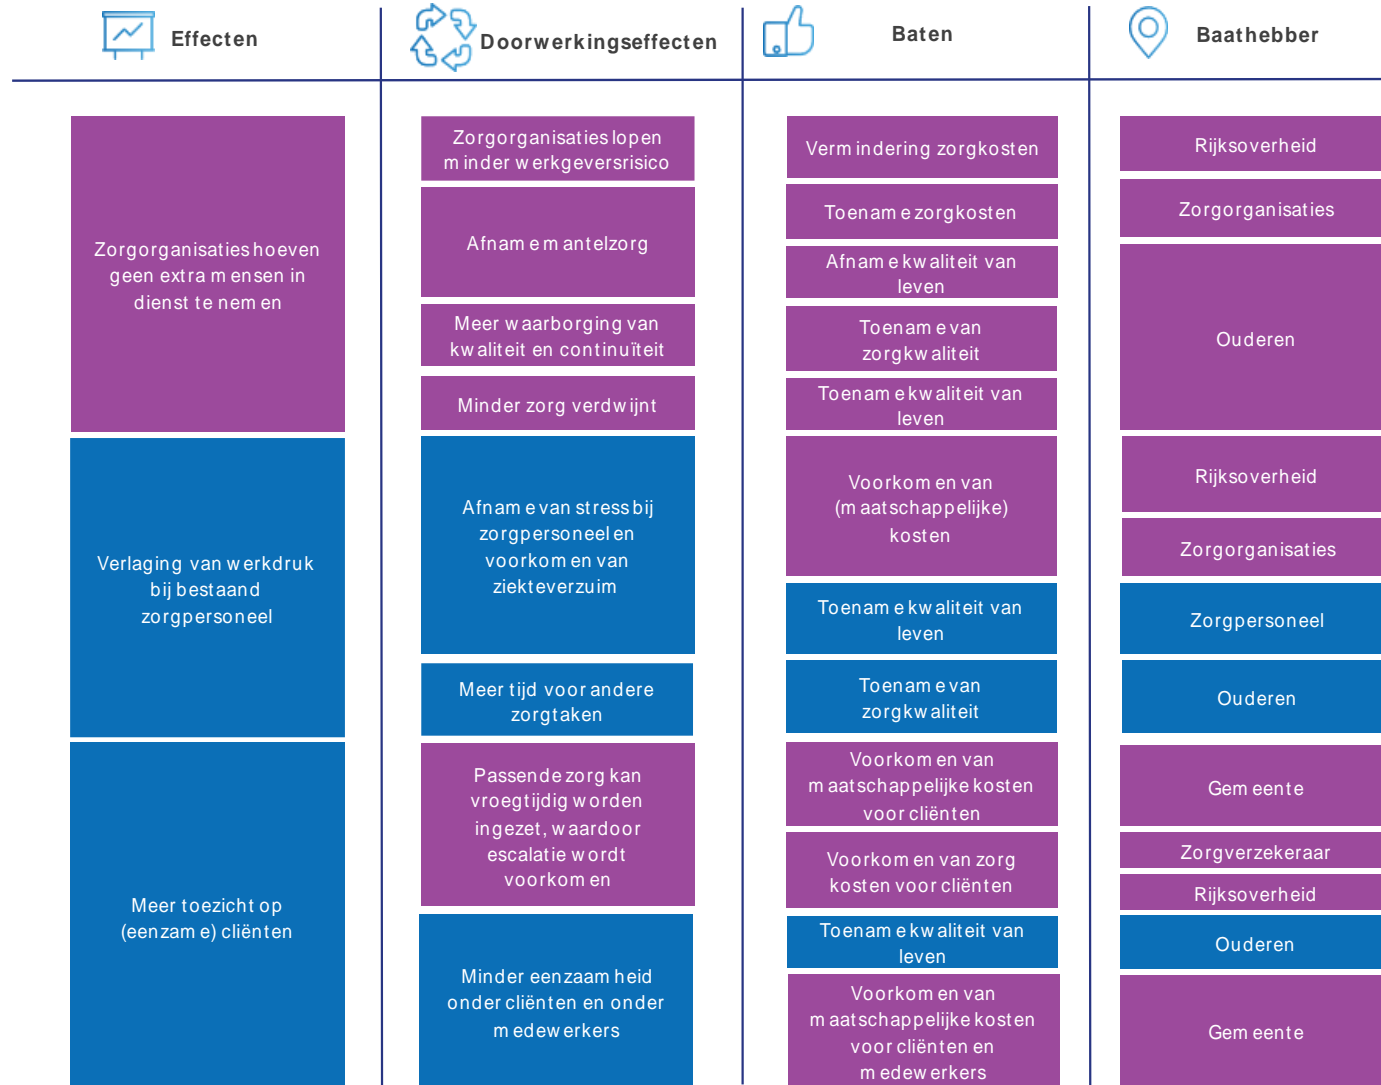 Effecten
Doorwerkingseffecten
Baten
Baathebber
Zorgorganisaties hoeven
geen extra mensen in
dienst te nemen
Verlaging van werkdruk
bij bestaand
zorgpersoneel
Meer toezicht op
(eenzame) cliënten
Zorgorganisaties lopen
minder werkgeversrisico
Afname mantelzorg
Meer waarborging van
kwaliteit en continuïteit
Minder zorg verdwijnt
Afname van stress bij
zorgpersoneel en
voorkomen van
ziekteverzuim
Meer tijd voor andere
zorgtaken
Passende zorg kan
vroegtijdig worden
ingezet, waardoor
escalatie wordt
voorkomen
Minder eenzaamheid
onder cliënten en onder
medewerkers
Vermindering zorgkosten
Toename zorgkosten
Afname kwaliteit van
leven
Toename van
zorgkwaliteit
Toename kwaliteit van
leven
Voorkomen van
(maatschappelijke)
kosten
Toename kwaliteit van
leven
Toename van
zorgkwaliteit
Voorkomen van
maatschappelijke kosten
voor cliënten
Voorkomen van zorg
kosten voor cliënten
Toename kwaliteit van
leven
Voorkomen van
maatschappelijke kosten
voor cliënten en
medewerkers
Rijksoverheid
Zorgorganisaties
Ouderen
Rijksoverheid
Zorgorganisaties
Zorgpersoneel
Ouderen
Gemeente
Zorgverzekeraar
Rijksoverheid
Ouderen
Gemeente